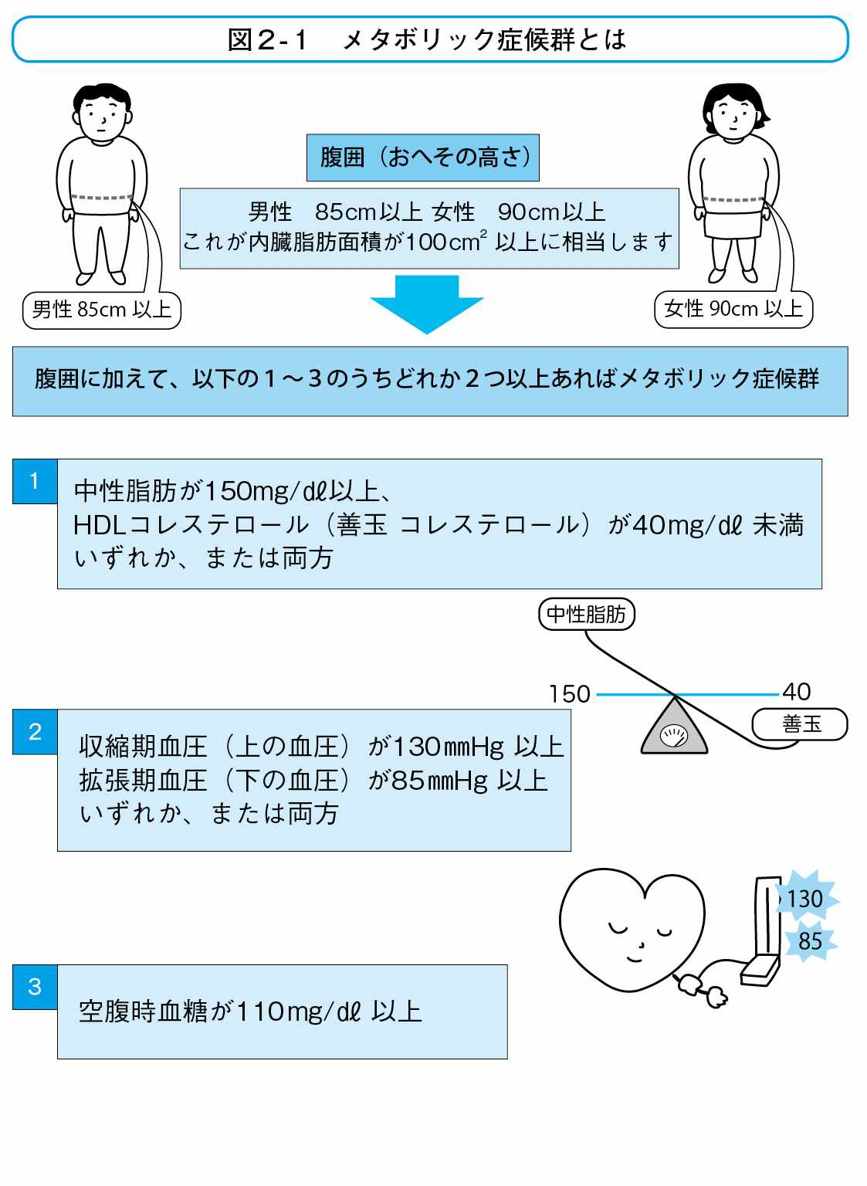 図2-1　メタボリック症候群とは
腹囲（おへその高さ）
男性　85cm以上 女性　90cm以上
これが内臓脂肪面積が100cm² 以上に相当します
男性 85cm 以上
女性 90cm 以上
腹囲に加えて、以下の１～３のうちどれか２つ以上あればメタボリック症候群
1
中性脂肪が150mg/dℓ以上、
HDLコレステロール（善玉 コレステロール）が40mg/dℓ 未満
いずれか、または両方
中性脂肪
150
40
善玉
2
収縮期血圧（上の血圧）が130㎜Hg 以上
拡張期血圧（下の血圧）が85㎜Hg 以上
いずれか、または両方
130
85
3
空腹時血糖が110mg/dℓ 以上